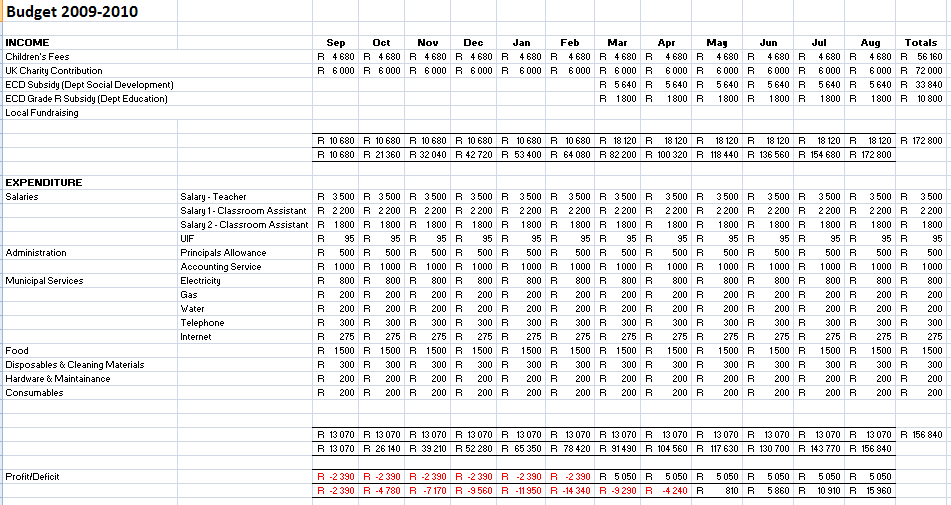 Budget 2009-2010
INCOME Sep Oct Nov Dec Jan Feb Mar Apr May Jun Jul Aug Totals
Children's Fees R 4 680 R 4 680 R 4 680 R 4 680 R 4 680 R 4 680 R 4 680 R 4 680 R 4 680 R 4 680 R 4 680 R 4 680 R 56 160
UK Charity Contribution R 6 000 R 6 000 R 6 000 R 6 000 R 6 000 R 6 000 R 6 000 R 6 000 R 6 000 R 6 000 R 6 000 R 6 000 R 72 000
ECD Subsidy (Dept Social Development) R 5 640 R 5 640 R 5 640 R 5 640 R 5 640 R 5 640 R 33 840
ECD Grade R Subsidy (Dept Education) R 1 800 R 1 800 R 1 800 R 1 800 R 1 800 R 1 800 R 10 800
Local Fundraising
R 10 680 R 10 680 R 10 680 R 10 680 R 10 680 R 10 680 R 18 120 R 18 120 R 18 120 R 18 120 R 18 120 R 18 120 R 172 800
R 10 680 R 21 360 R 32 040 R 42 720 R 53 400 R 64 080 R 82 200 R 100 320 R 118 440 R 136 560 R 154 680 R 172 800
EXPENDITURE
Salaries Salary - Teacher R 3 500 R 3 500 R 3 500 R 3 500 R 3 500 R 3 500 R 3 500 R 3 500 R 3 500 R 3 500 R 3 500 R 3 500 R 3 500
Salary 1 - Classroom Assistant R 2 200 R 2 200 R 2 200 R 2 200 R 2 200 R 2 200 R 2 200 R 2 200 R 2 200 R 2 200 R 2 200 R 2 200 R 2 200
Salary 2 - Classroom Assistant R 1 800 R 1 800 R 1 800 R 1 800 R 1 800 R 1 800 R 1 800 R 1 800 R 1 800 R 1 800 R 1 800 R 1 800 R 1 800
UIF R 95 R 95 R 95 R 95 R 95 R 95 R 95 R 95 R 95 R 95 R 95 R 95 R 95
Administration Principals Allowance R 500 R 500 R 500 R 500 R 500 R 500 R 500 R 500 R 500 R 500 R 500 R 500 R 500
Accounting Service R 1 000 R 1 000 R 1 000 R 1 000 R 1 000 R 1 000 R 1 000 R 1 000 R 1 000 R 1 000 R 1 000 R 1 000 R 1 000
Municipal Services Electricity R 800 R 800 R 800 R 800 R 800 R 800 R 800 R 800 R 800 R 800 R 800 R 800 R 800
Gas R 200 R 200 R 200 R 200 R 200 R 200 R 200 R 200 R 200 R 200 R 200 R 200 R 200
Water R 200 R 200 R 200 R 200 R 200 R 200 R 200 R 200 R 200 R 200 R 200 R 200 R 200
Telephone R 300 R 300 R 300 R 300 R 300 R 300 R 300 R 300 R 300 R 300 R 300 R 300 R 300
Internet R 275 R 275 R 275 R 275 R 275 R 275 R 275 R 275 R 275 R 275 R 275 R 275 R 275
Food R 1 500 R 1 500 R 1 500 R 1 500 R 1 500 R 1 500 R 1 500 R 1 500 R 1 500 R 1 500 R 1 500 R 1 500 R 1 500
Disposables & Cleaning Materials R 300 R 300 R 300 R 300 R 300 R 300 R 300 R 300 R 300 R 300 R 300 R 300 R 300
Hardware & Maintainance R 200 R 200 R 200 R 200 R 200 R 200 R 200 R 200 R 200 R 200 R 200 R 200 R 200
Consumables R 200 R 200 R 200 R 200 R 200 R 200 R 200 R 200 R 200 R 200 R 200 R 200 R 200
R 13 070 R 13 070 R 13 070 R 13 070 R 13 070 R 13 070 R 13 070 R 13 070 R 13 070 R 13 070 R 13 070 R 13 070 R 156 840
R 13 070 R 26 140 R 39 210 R 52 280 R 65 350 R 78 420 R 91 490 R 104 560 R 117 630 R 130 700 R 143 770 R 156 840
Profit/Deficit R -2 390 R -2 390 R -2 390 R -2 390 R -2 390 R -2 390 R 5 050 R 5 050 R 5 050 R 5 050 R 5 050 R 5 050
R -2 390 R -4 780 R -7 170 R -9 560 R -11 950 R -14 340 R -9 290 R -4 240 R 810 R 5 860 R 10 910 R 15 960